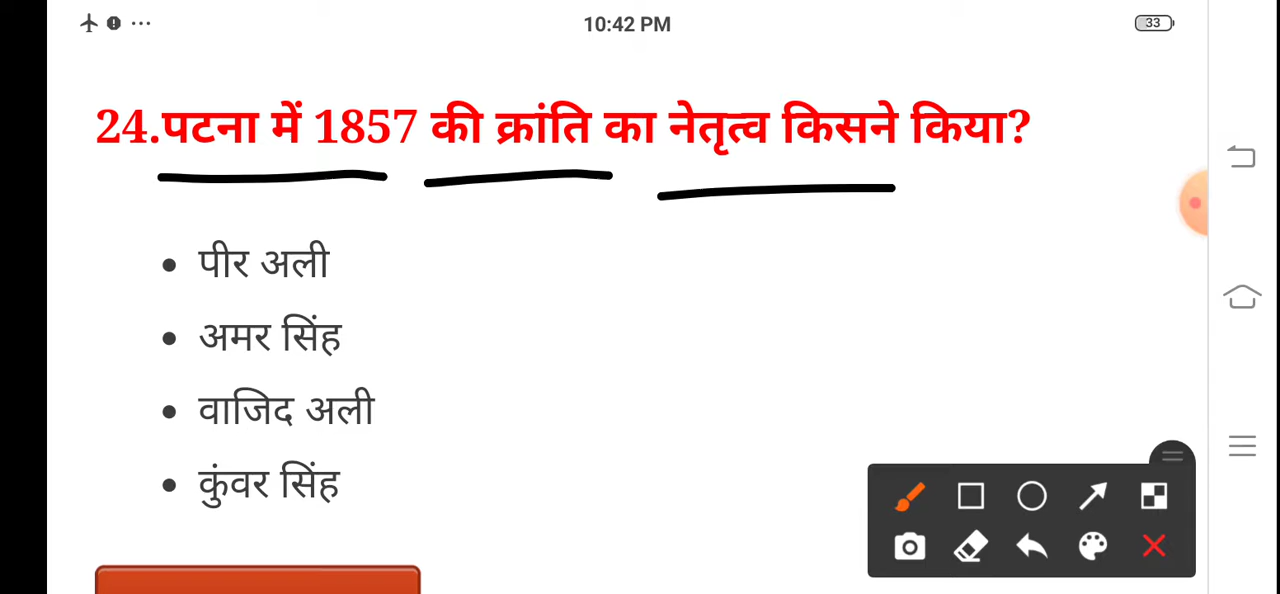 10:42 PM
33
24.पटना में 1857 की क्रांति का नेतृत्व किसने किया?
• पीर अली
• अमर सिंह
• वाजिद अली
• कुंवर सिंह